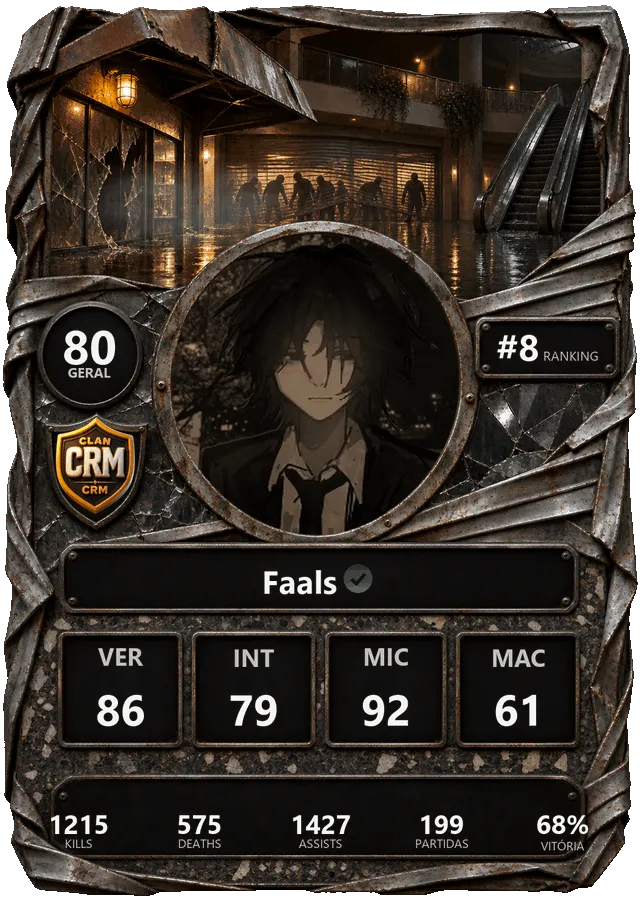 80
GERAL
#8 RANKING
CLAN
CRM
CRM
Faals
VER INT MIC MAC
86 79 92 61
1215 575 1427 199 68%
KILLS DEATHS ASSISTS PARTIDAS VITÓRIA